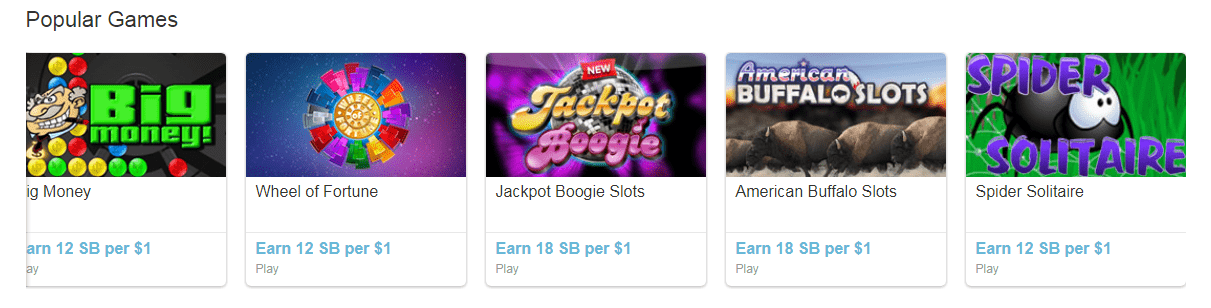 Popular Games
Big
money!
WHEEL
OF
NEW
Jackpot
Boogie
American
BUFFALO SLOTS
SPIDER
SOLITAIRE
ig Money
Wheel of Fortune
Jackpot Boogie Slots
American Buffalo Slots
Spider Solitaire
arn 12 SB per $1
Earn 12 SB per $1
Earn 18 SB per $1
Earn 18 SB per $1
Earn 12 SB per $1
ay
Play
Play
Play
Play